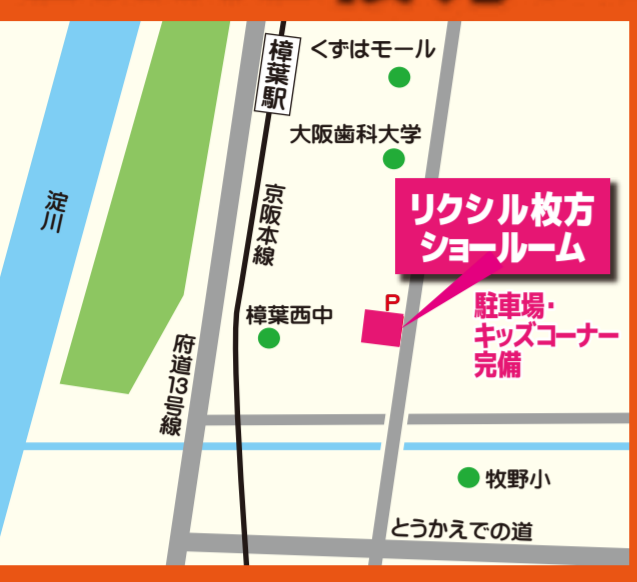 樟葉駅
くずはモール
大阪歯科大学
淀川
京阪本線
リクシル枚方
ショールーム
P
駐車場・
キッズコーナー
完備
樟葉西中
府道13号線
牧野小
とうかえでの道